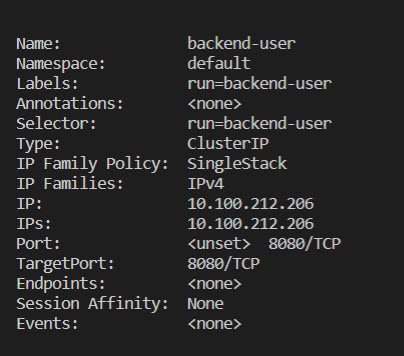 Name: backend-user
Namespace: default
Labels: run=backend-user
Annotations: <none>
Selector: run=backend-user
Type: ClusterIP
IP Family Policy: SingleStack
IP Families: IPv4
IP: 10.100.212.206
IPs: 10.100.212.206
Port: <unset> 8080/TCP
TargetPort: 8080/TCP
Endpoints: <none>
Session Affinity: None
Events: <none>